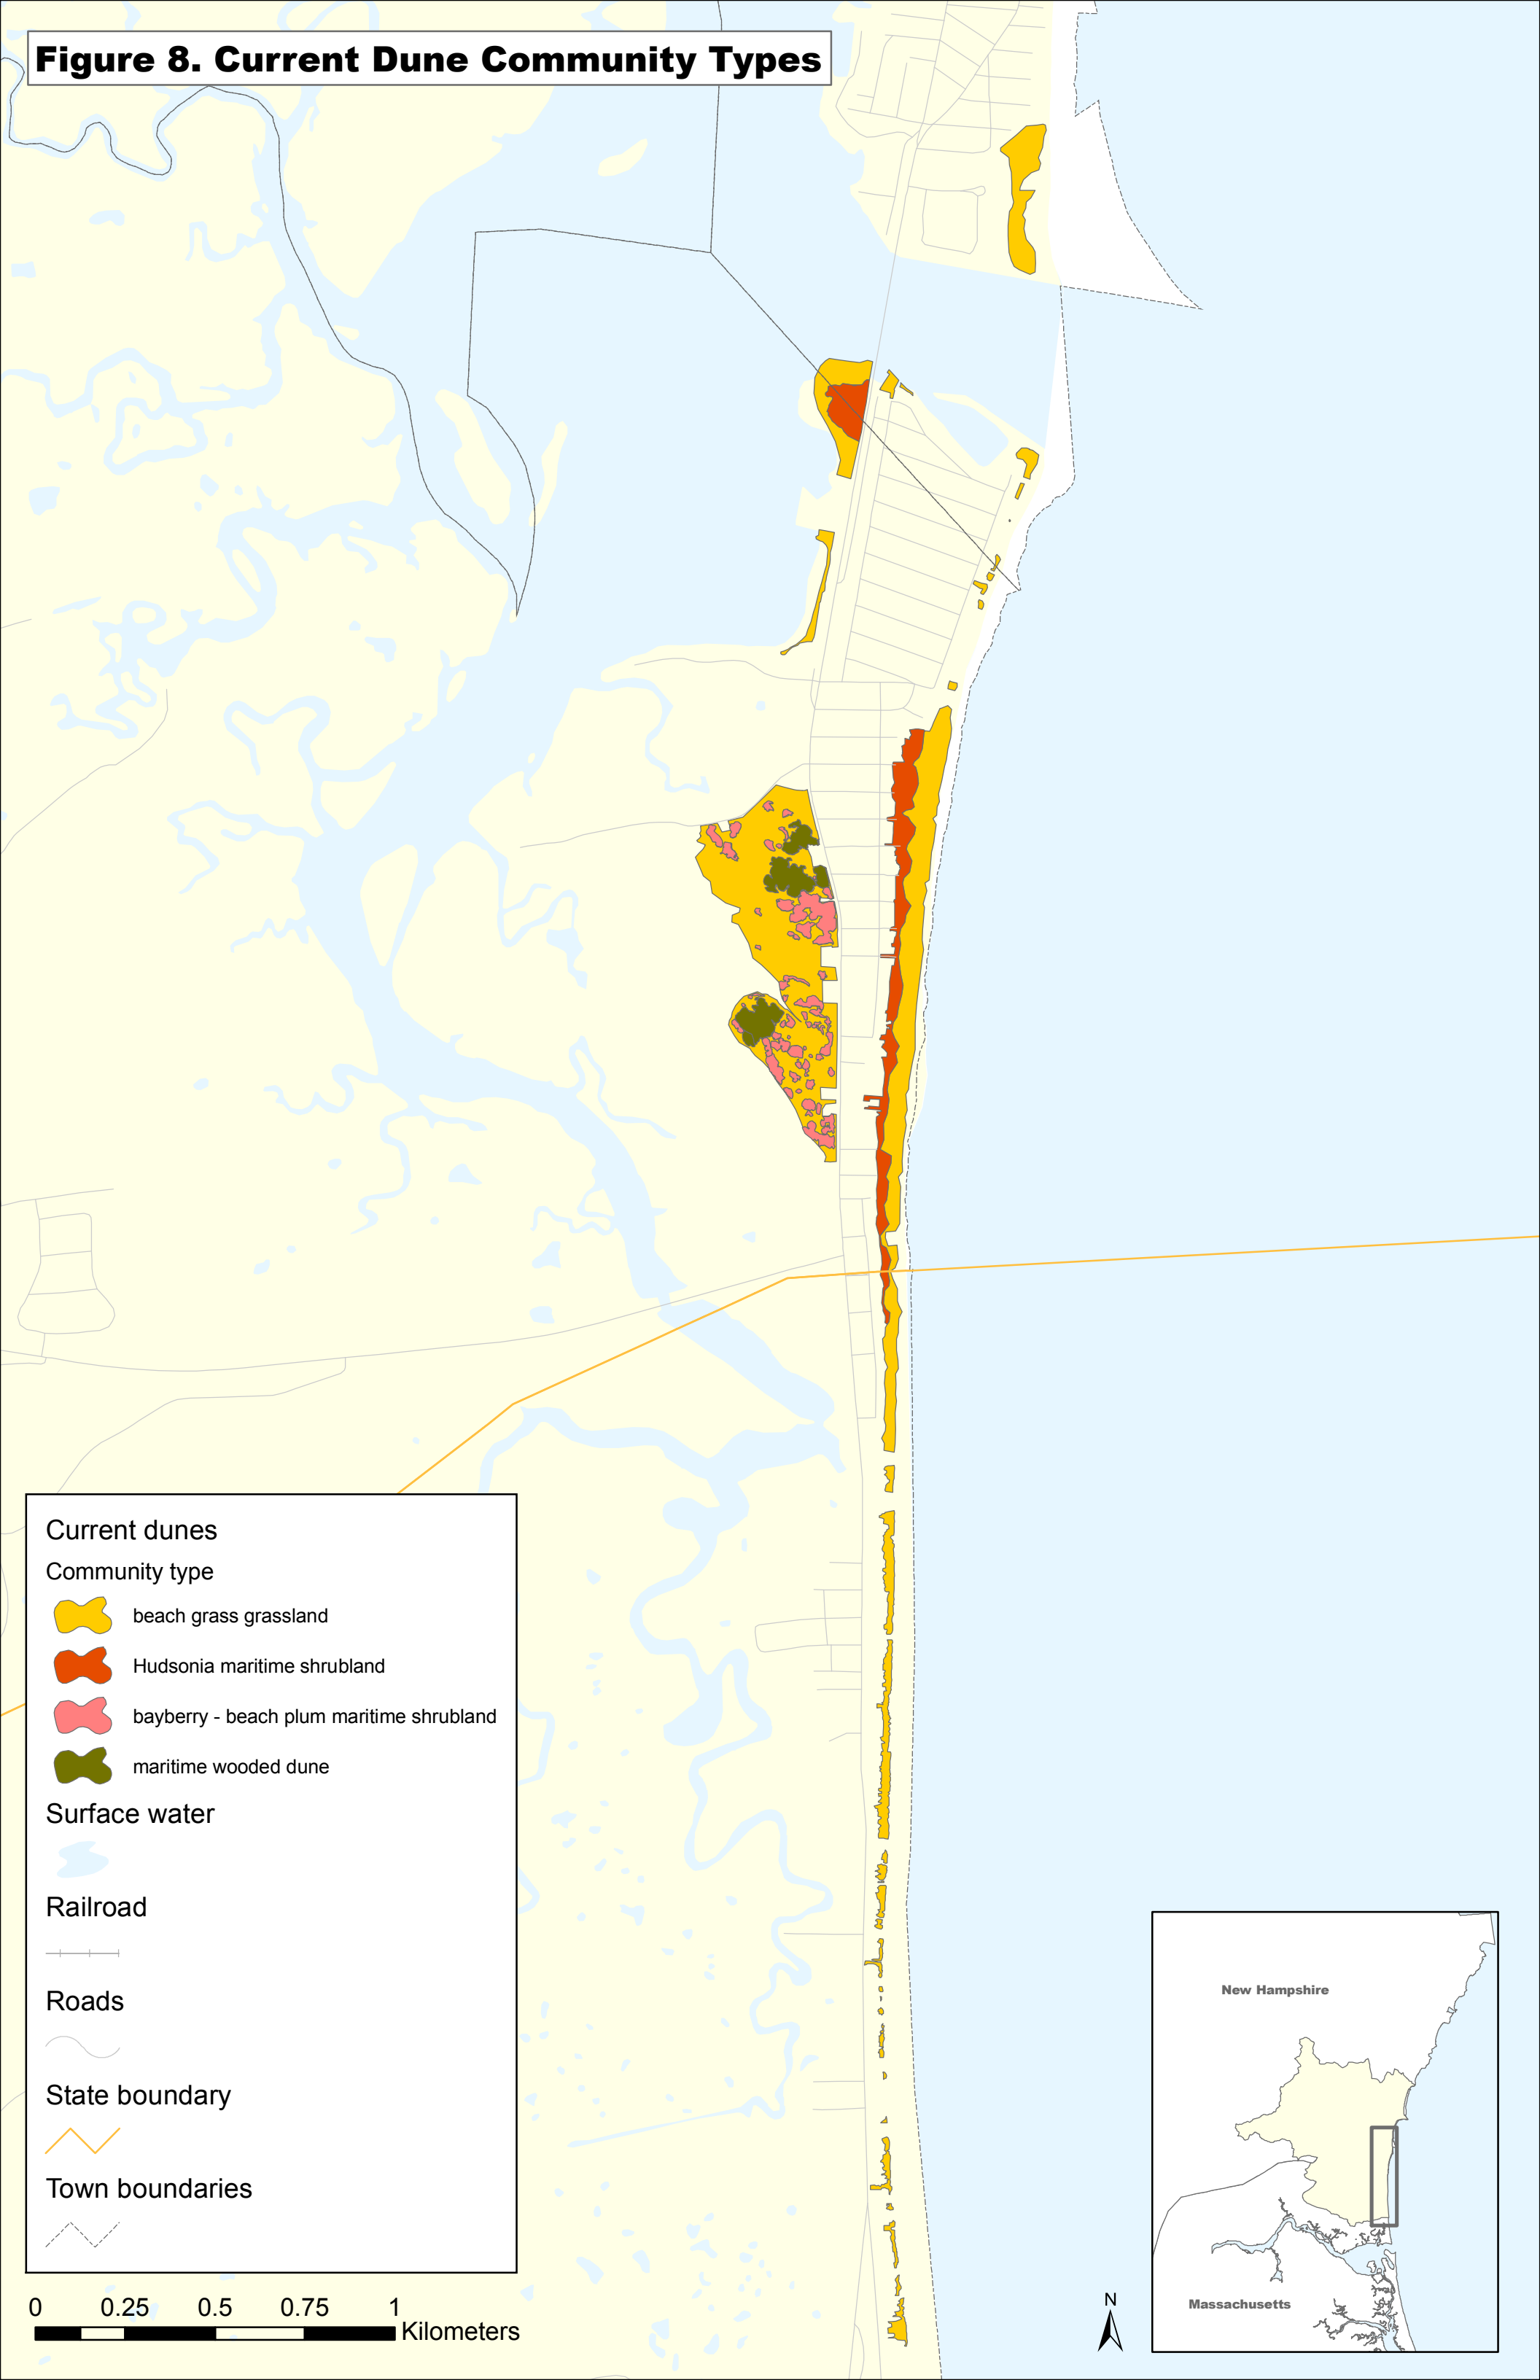 Figure 8. Current Dune Community Types
Current dunes
Community type
beach grass grassland
Hudsonia maritime shrubland
bayberry - beach plum maritime shrubland
maritime wooded dune
Surface water
Railroad
Roads
State boundary
Town boundaries
0 0.25 0.5 0.75 1
Kilometers
N
New Hampshire
Massachusetts